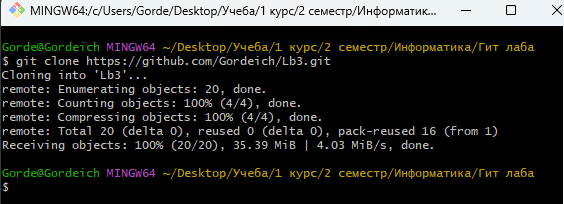 MINGW64:/c/Users/Gorde/Desktop/Учеба/1 курс/2 семестр/Информатик...
Gorde@Gordeich MINGW64 ~/Desktop/Учеба/1 курс/2 семестр/Информатика/Гит лаба
$ git clone https://github.com/Gordeich/Lb3.git
Cloning into 'Lb3'...
remote: Enumerating objects: 20, done.
remote: Counting objects: 100% (4/4), done.
remote: Compressing objects: 100% (4/4), done.
remote: Total 20 (delta 0), reused 0 (delta 0), pack-reused 16 (from 1)
Receiving objects: 100% (20/20), 35.39 MiB | 4.03 MiB/s, done.
Gorde@Gordeich MINGW64 ~/Desktop/Учеба/1 курс/2 семестр/Информатика/Гит лаба
$